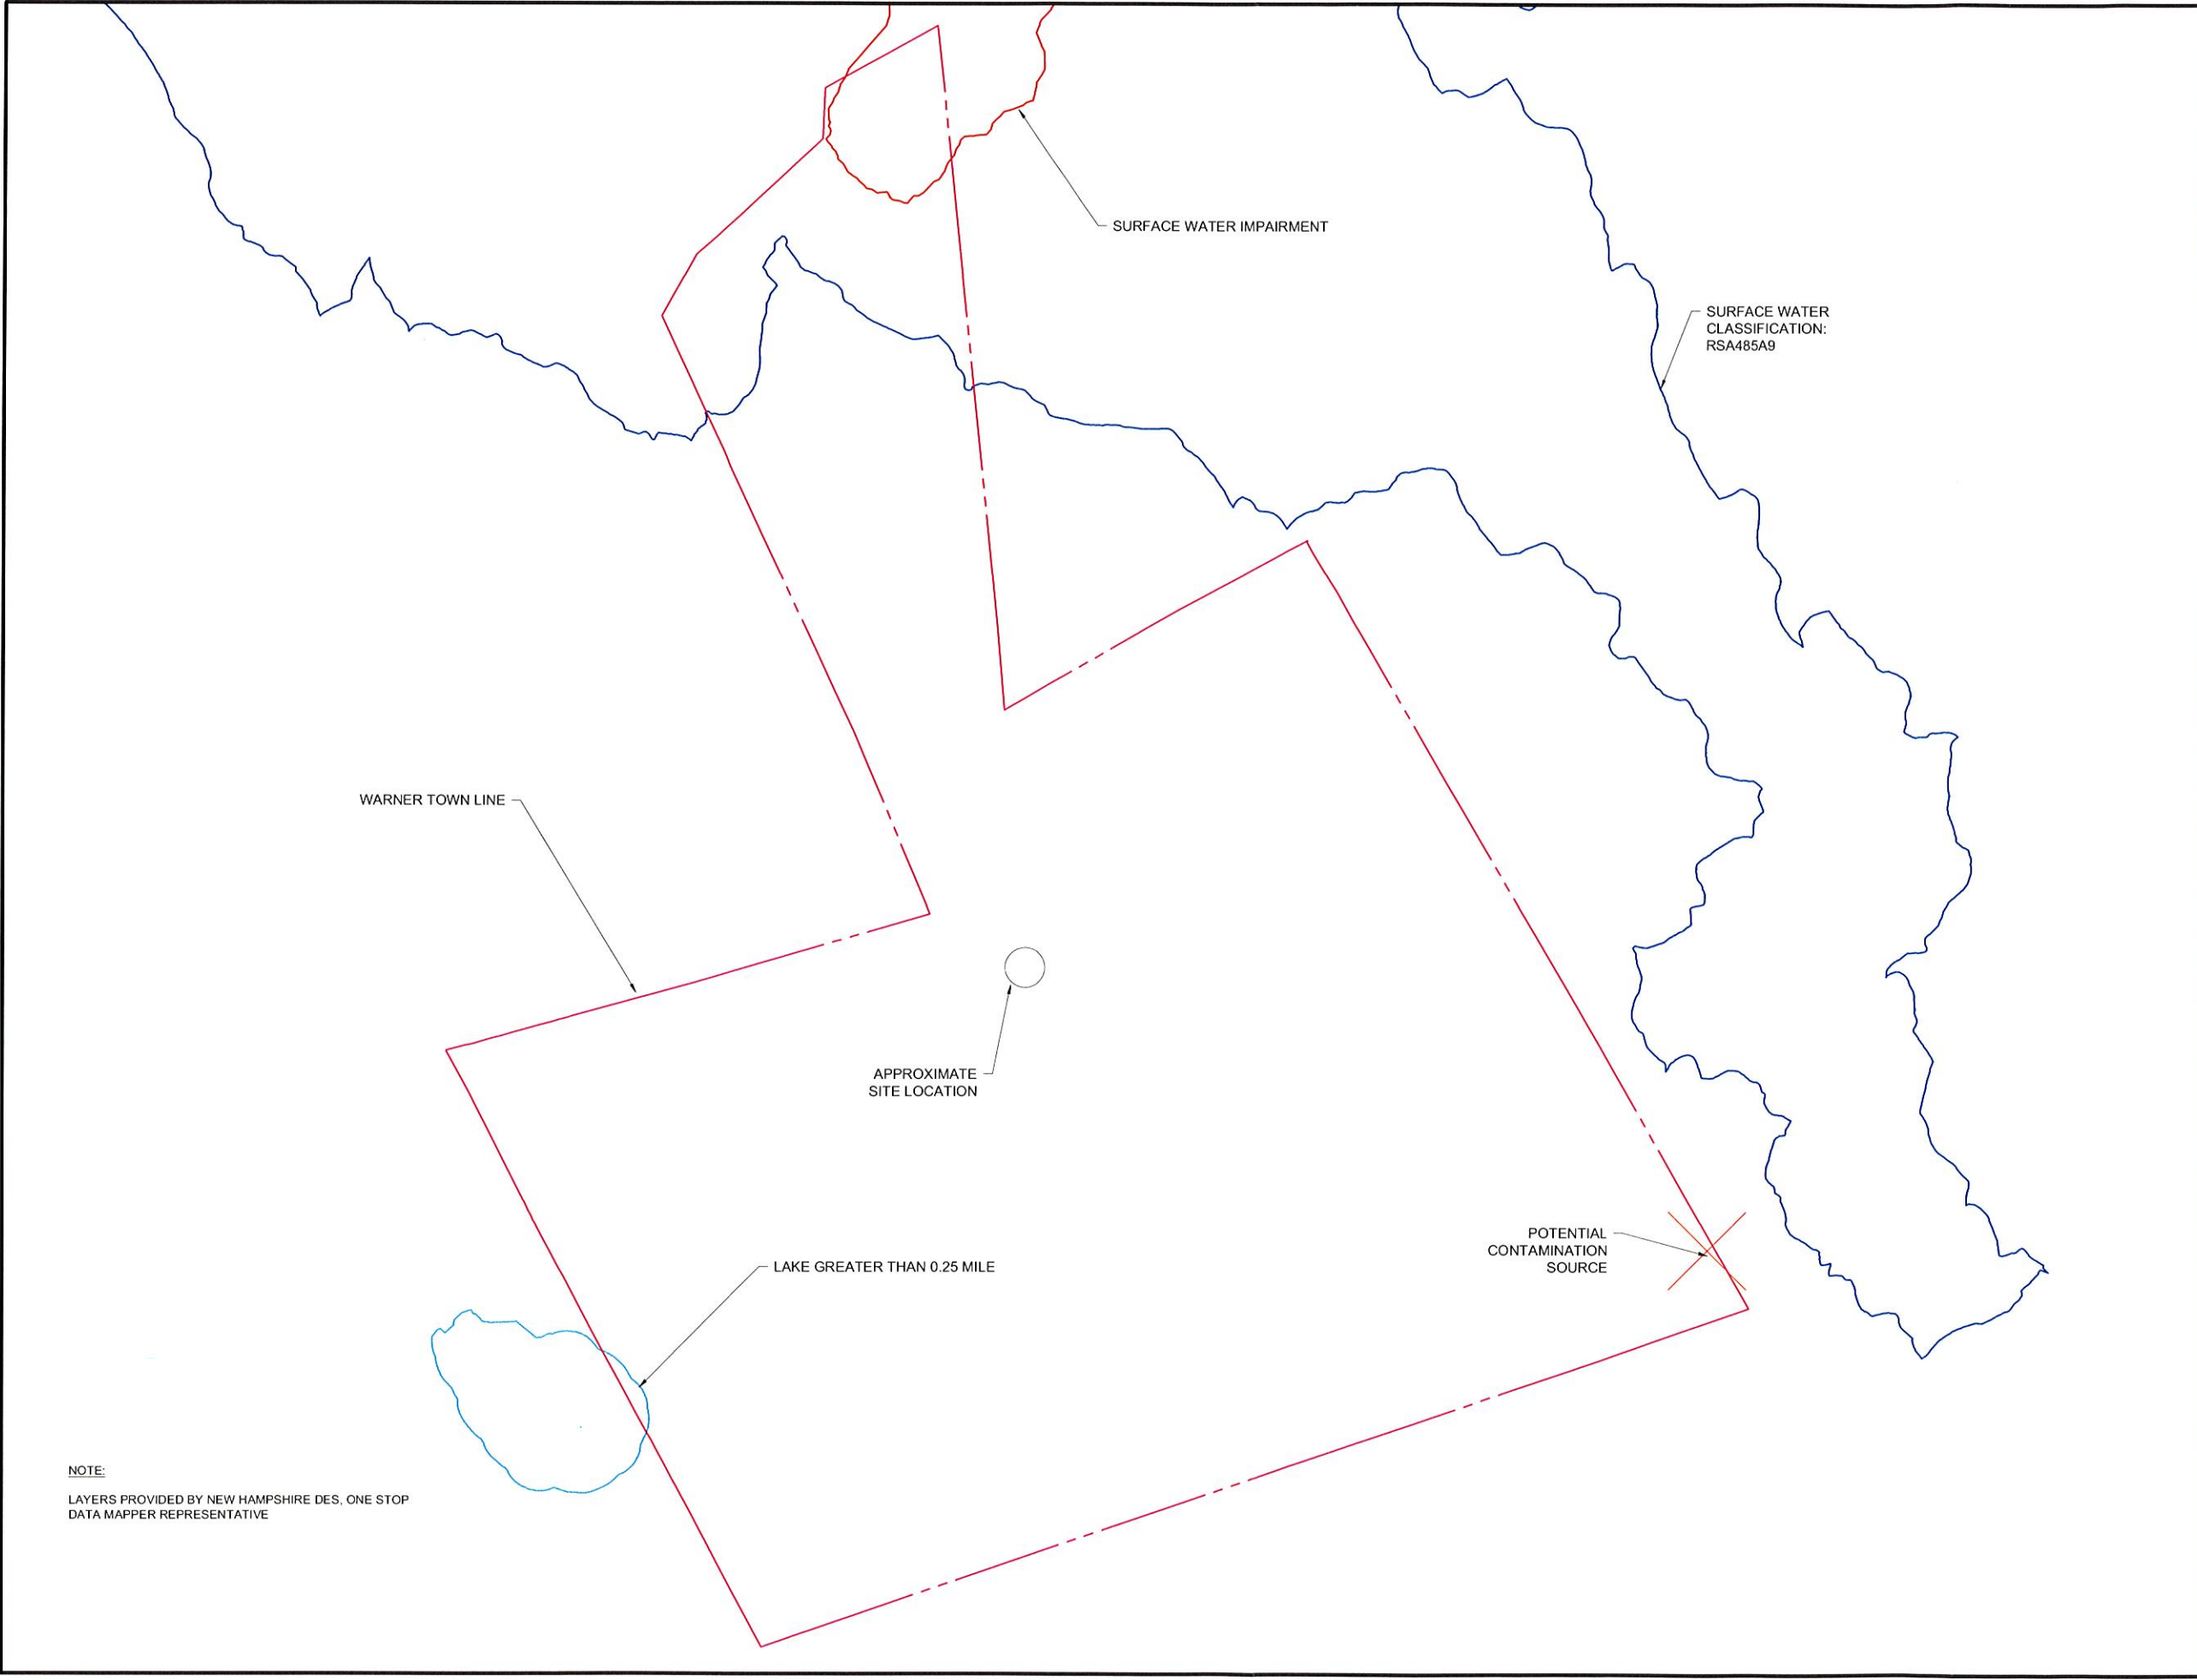 SURFACE WATER IMPAIRMENT
SURFACE WATER
CLASSIFICATION:
RSA485A9
WARNER TOWN LINE
APPROXIMATE
SITE LOCATION
POTENTIAL
CONTAMINATION
SOURCE
LAKE GREATER THAN 0.25 MILE
NOTE:
LAYERS PROVIDED BY NEW HAMPSHIRE DES, ONE STOP
DATA MAPPER REPRESENTATIVE